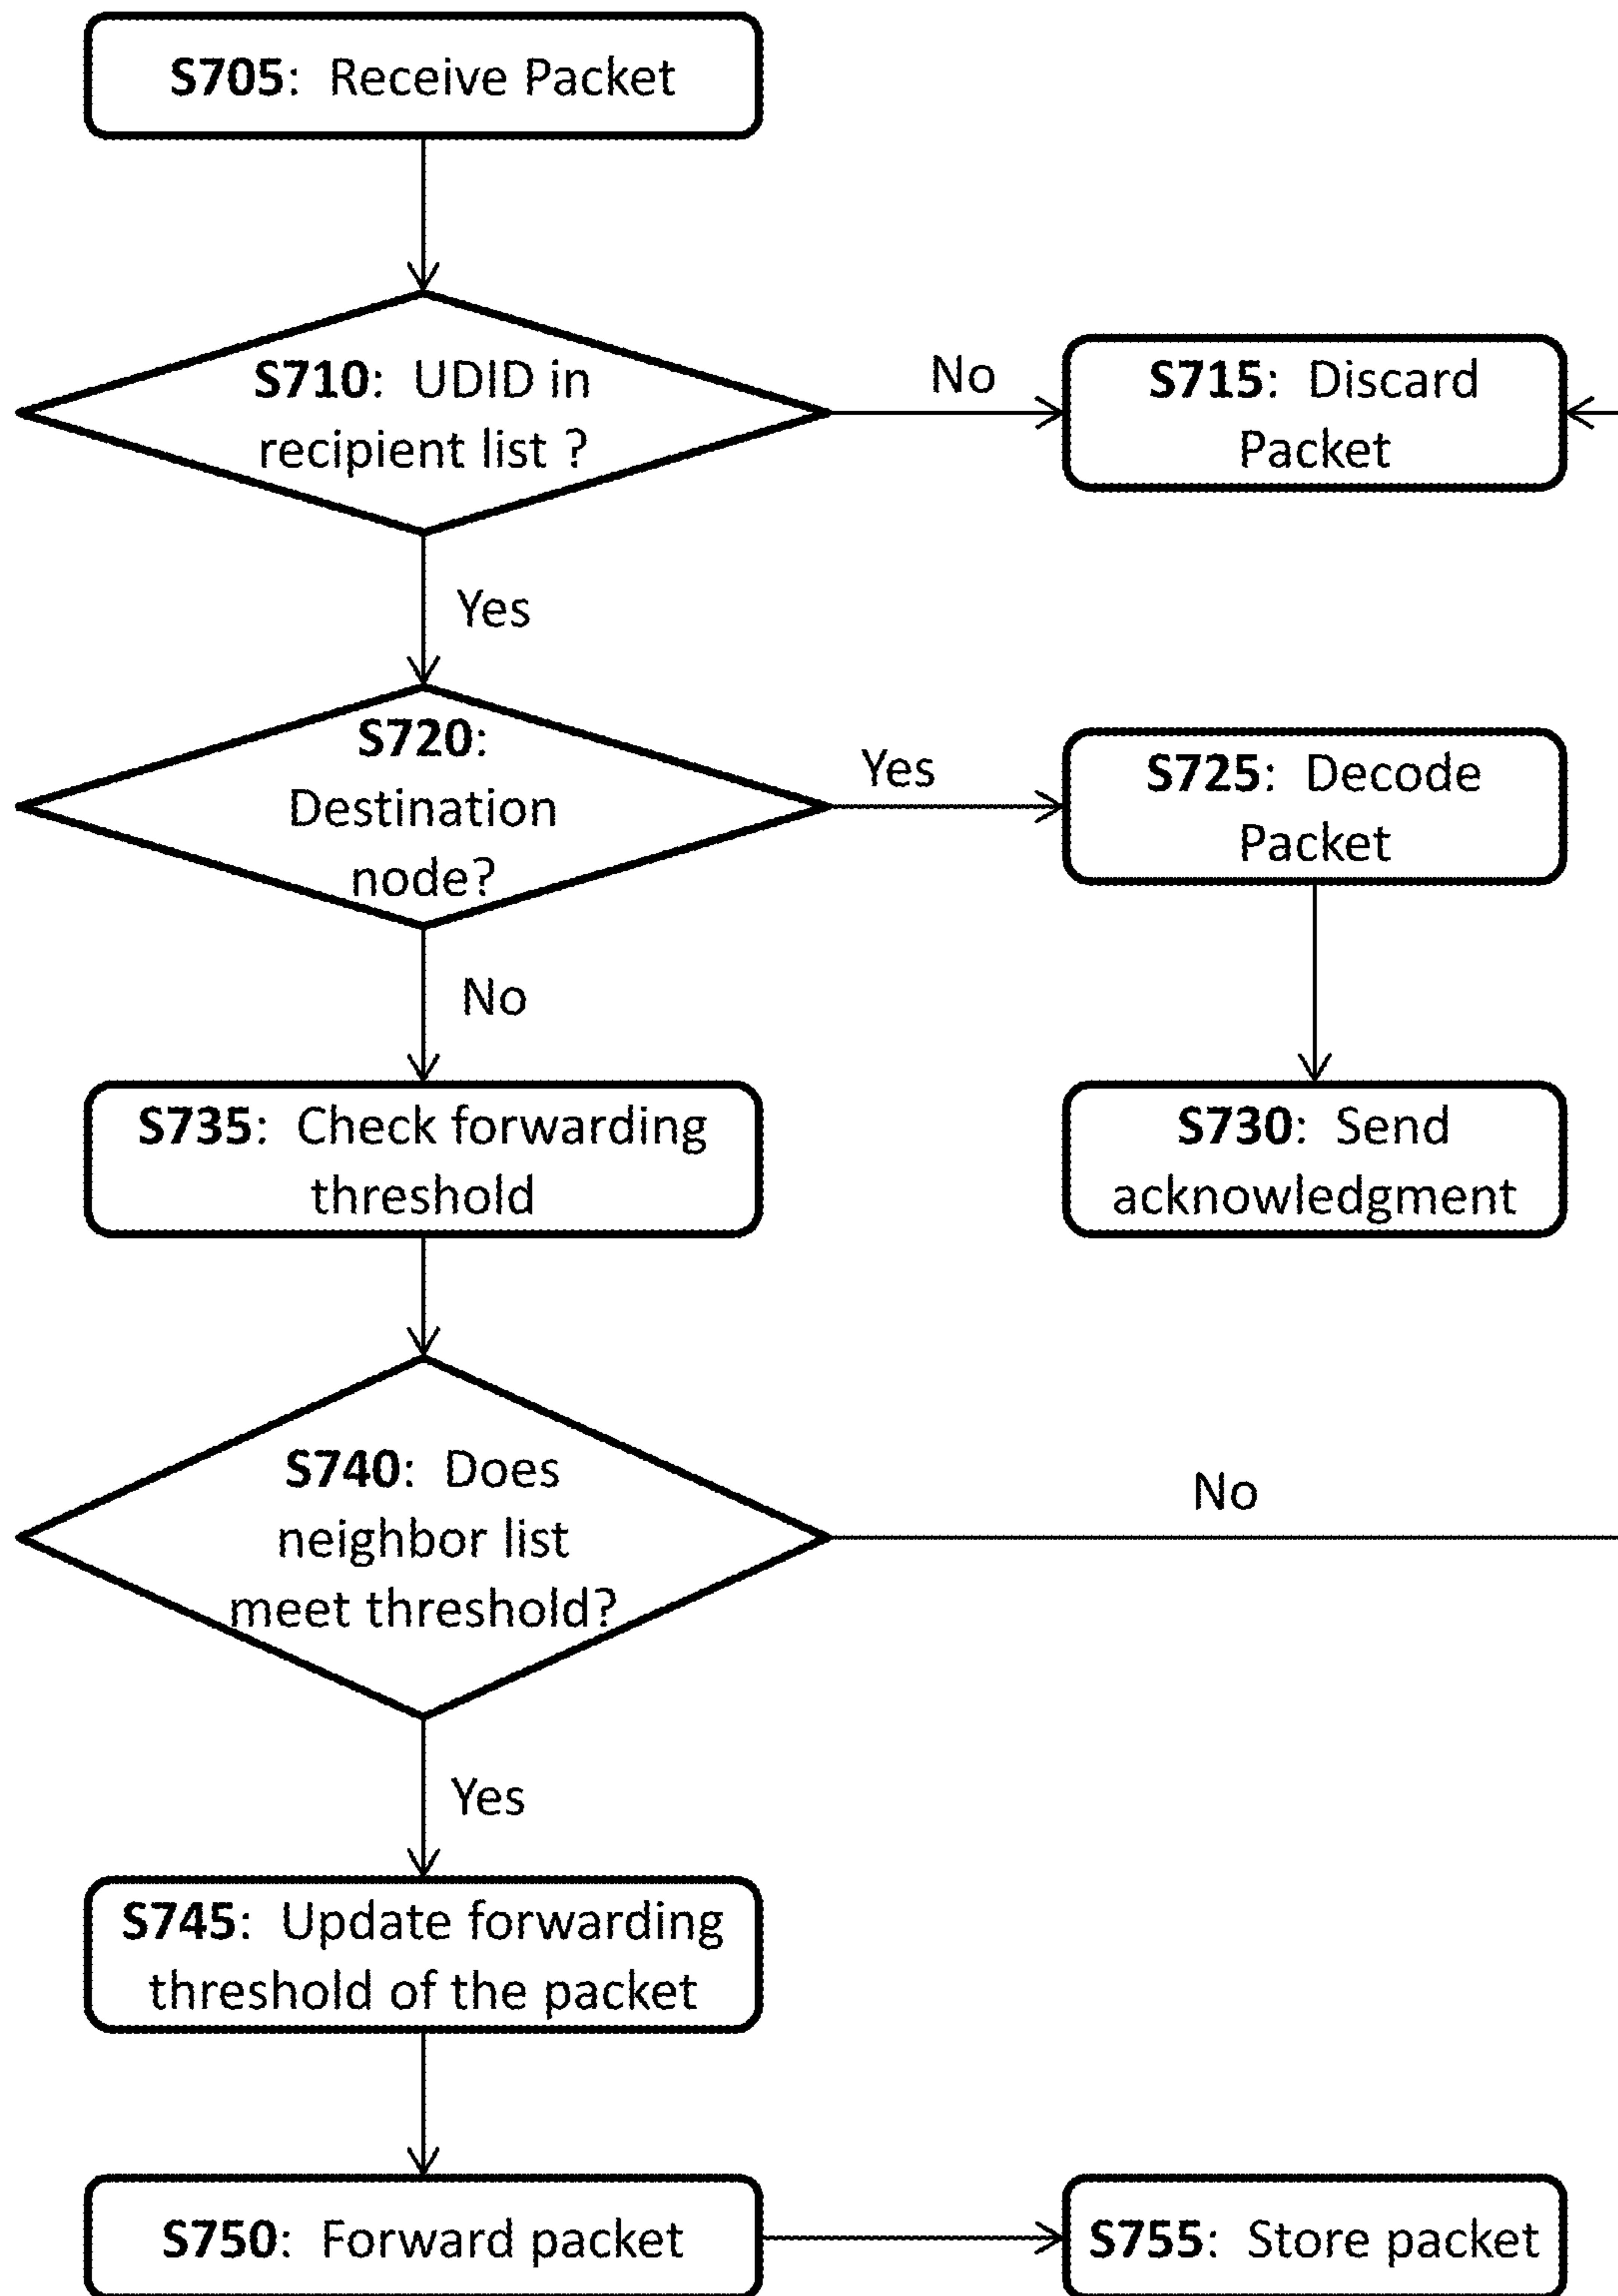 S705: Receive Packet
S710: UDID in
recipient list ?
No
S715: Discard
Packet
Yes
S720:
Destination
node?
Yes
S725: Decode
Packet
No
S735: Check forwarding
threshold
S730: Send
acknowledgment
S740: Does
neighbor list
meet threshold?
No
Yes
S745: Update forwarding
threshold of the packet
S750: Forward packet
S755: Store packet